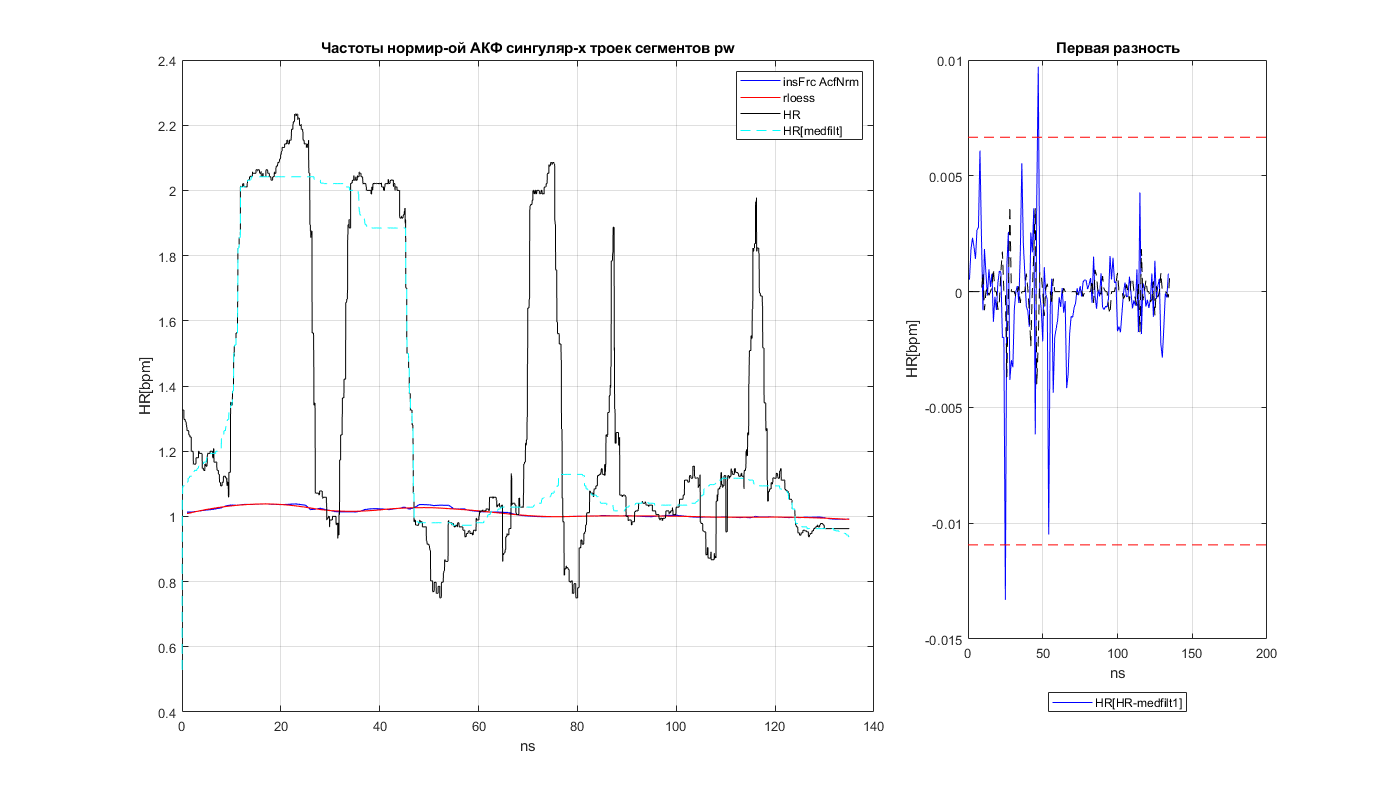 Частоты нормир-ой АКФ сингуляр-х троек сегментов pw
2.4
2.2
2
1.8
1.6
1.4
1.2
1
0.8
0.6
0.4
HR[bpm]
0 20 40 60 80 100 120 140
ns
insFrc AcfNrm
rloess
HR
HR[medfilt]
Первая разность
0.01
0.005
0
-0.005
-0.01
-0.015
HR[bpm]
0 50 100 150 200
ns
HR[HR-medfilt1]